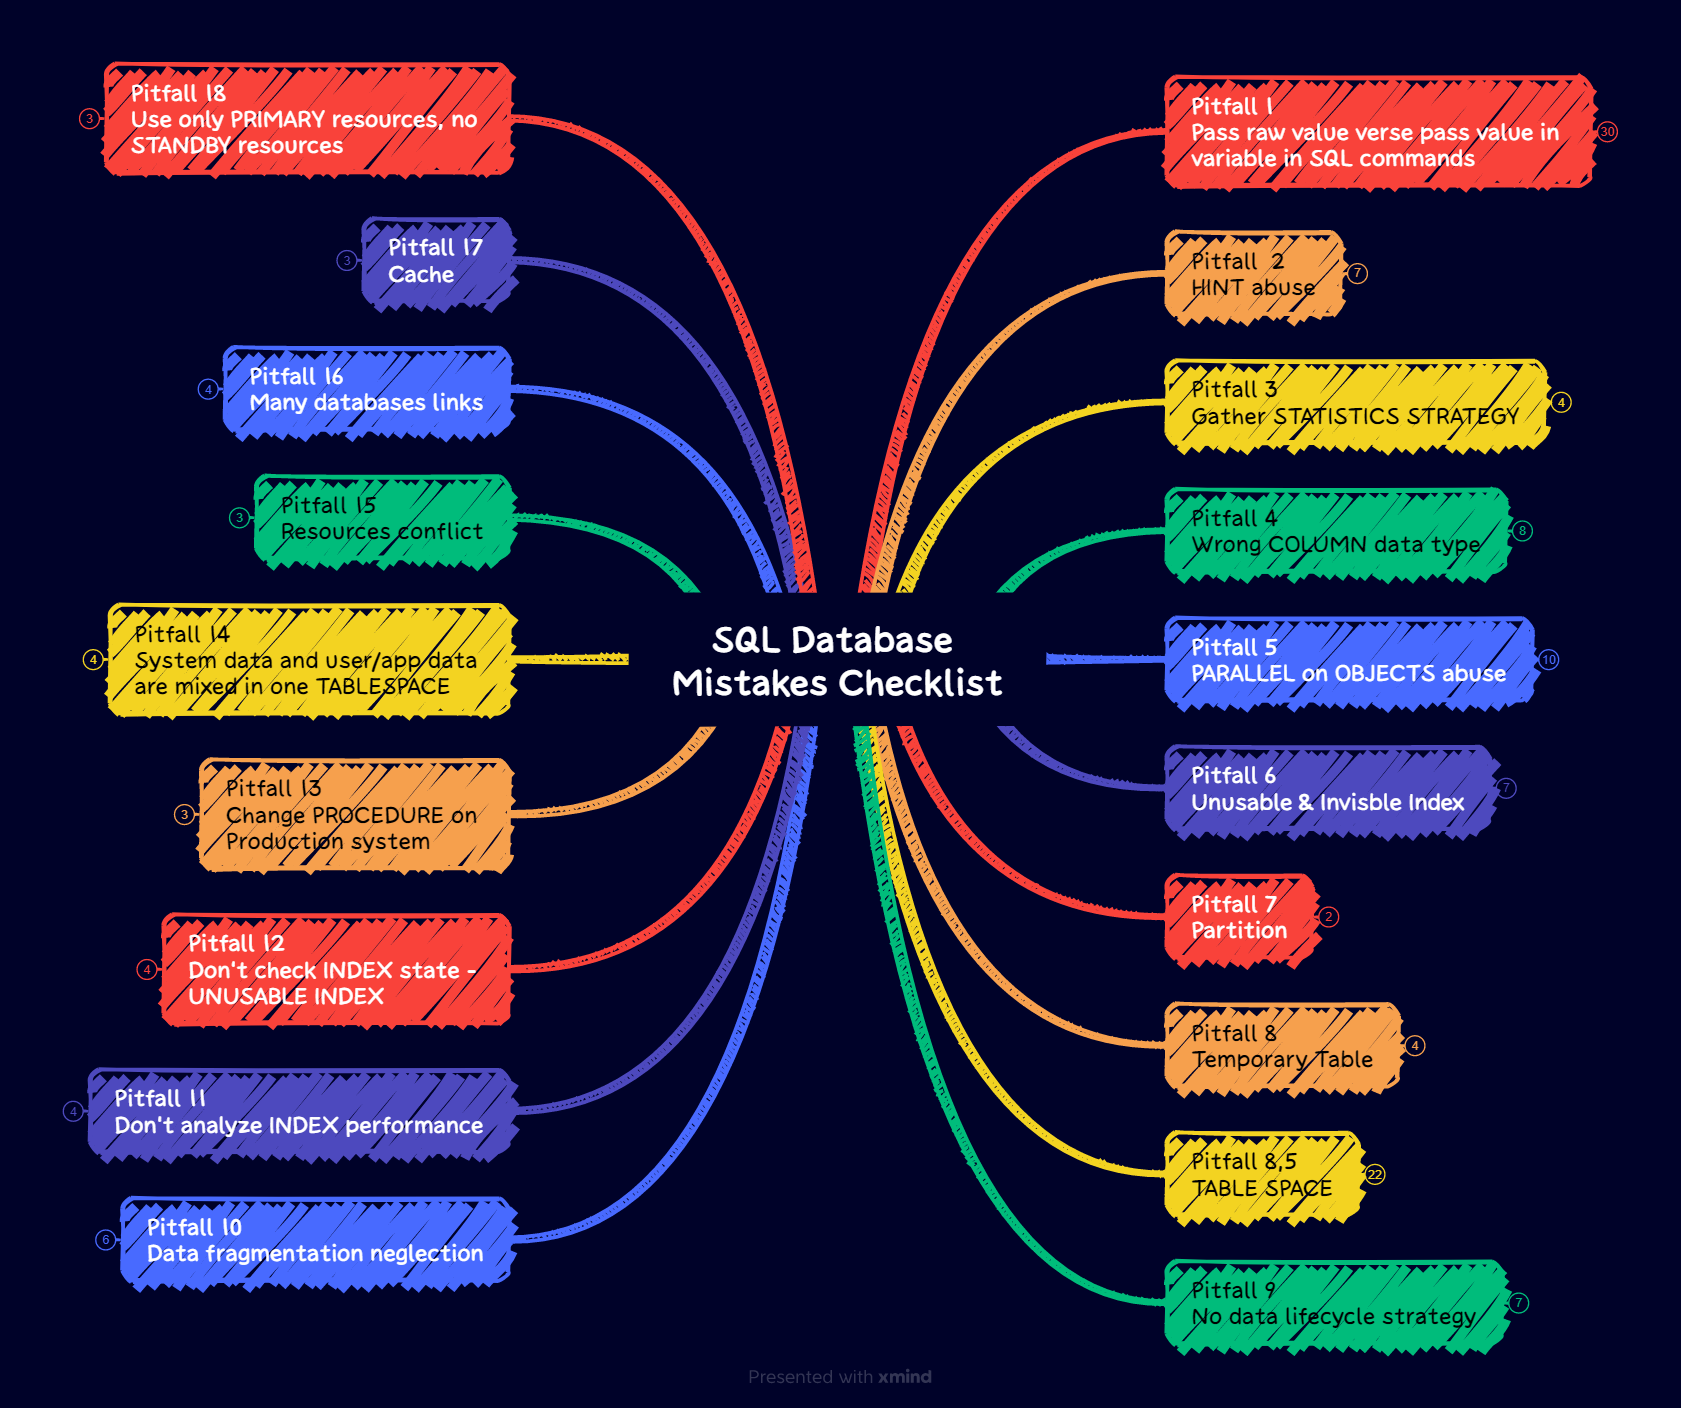 SQL Database
Mistakes Checklist
Pitfall 1
Pass raw value verse pass value in
variable in SQL commands
30
Pitfall  2
HINT abuse
7
Pitfall 3
Gather STATISTICS STRATEGY
4
Pitfall 4
Wrong COLUMN data type
8
Pitfall 5
PARALLEL on OBJECTS abuse
10
Pitfall 6
Unusable & Invisble Index
7
Pitfall 7
Partition
2
Pitfall 8
Temporary Table
4
Pitfall 8,5
TABLE SPACE
22
Pitfall 9
No data lifecycle strategy
7
Pitfall 10
Data fragmentation neglection
6
Pitfall 11
Don't analyze INDEX performance
4
Pitfall 12
Don't check INDEX state -
UNUSABLE INDEX
4
Pitfall 13
Change PROCEDURE on
Production system
3
Pitfall 14
System data and user/app data
are mixed in one TABLESPACE
4
Pitfall 15
Resources conflict
3
Pitfall 16
Many databases links
4
Pitfall 17
Cache
3
Pitfall 18
Use only PRIMARY resources, no
STANDBY resources
3
Presented with xmind